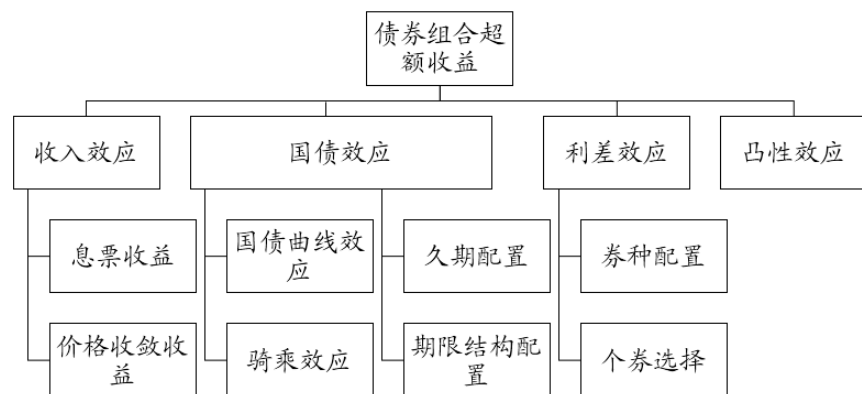 债券组合超
额收益
收入效应
国债效应
利差效应
凸性效应
息票收益
国债曲线效
应
久期配置
券种配置
价格收敛收
益
骑乘效应
期限结构配
置
个券选择